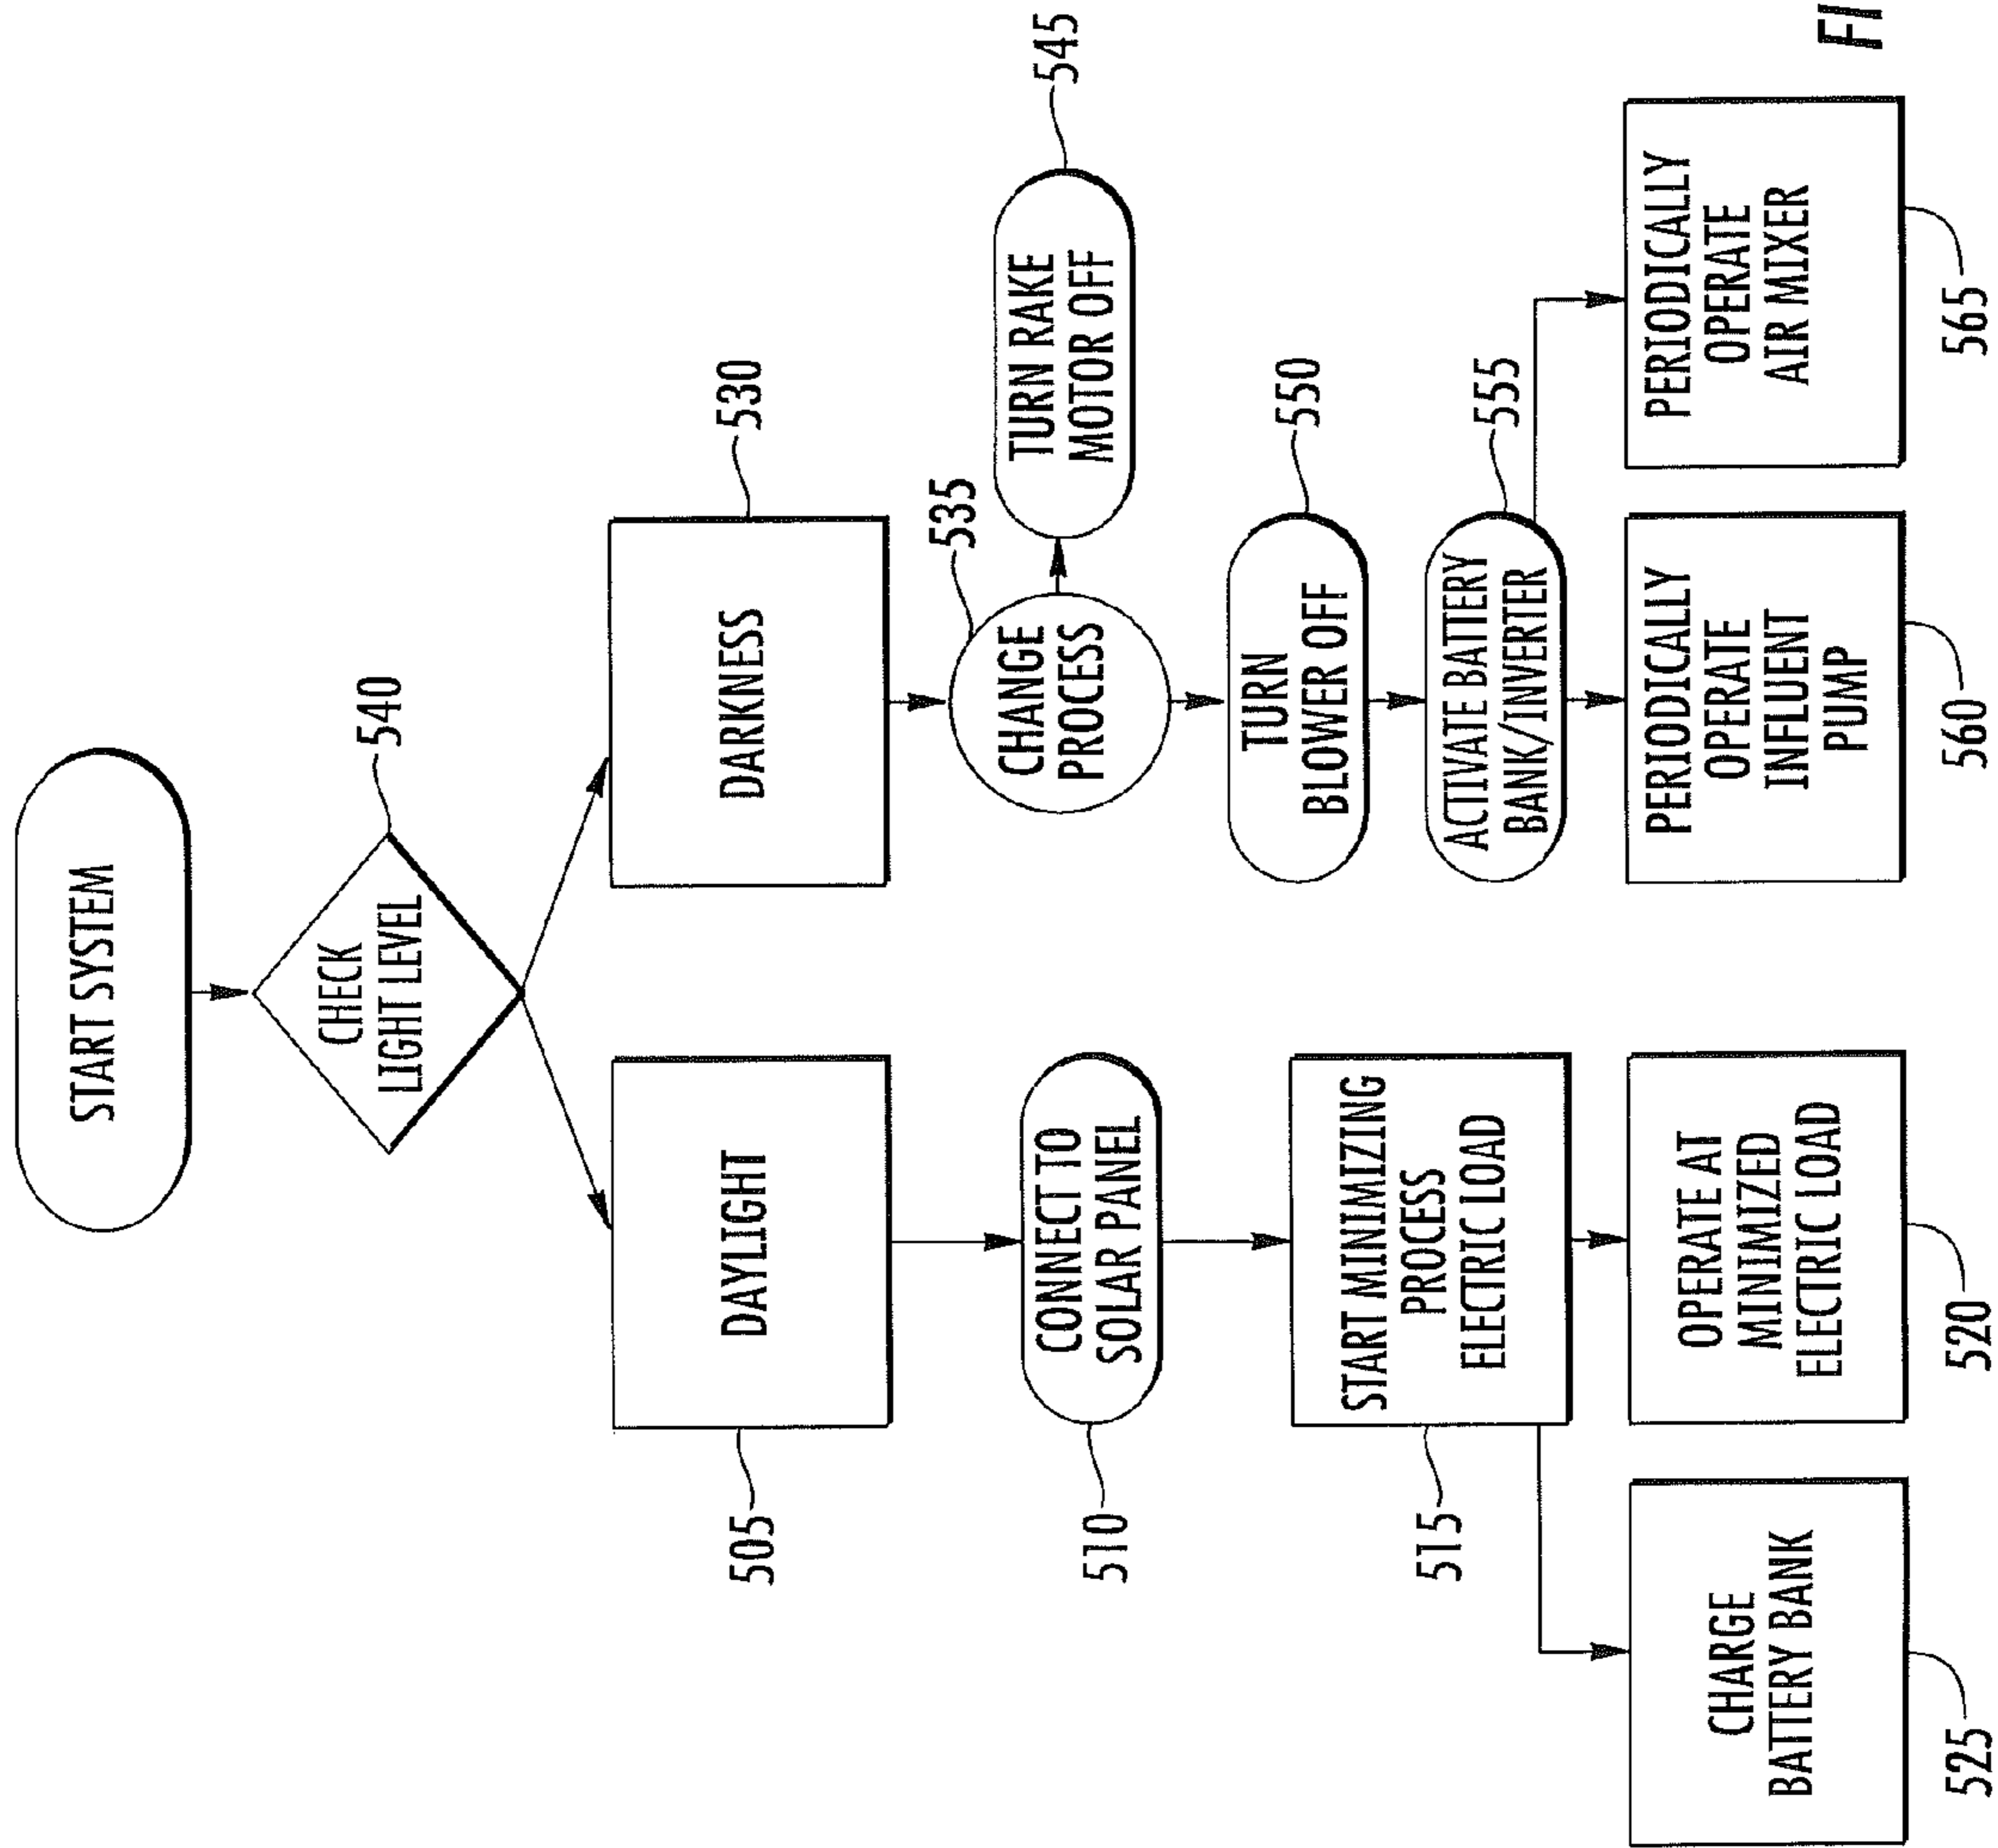 START SYSTEM
CHECK
LIGHT LEVEL
540
DAYLIGHT
505
DARKNESS
530
CONNECT TO
SOLAR PANEL
510
CHANGE
PROCESS
535
TURN RAKE
MOTOR OFF
545
START MINIMIZING
PROCESS
ELECTRIC LOAD
515
TURN
BLOWER OFF
550
ACTIVATE BATTERY
BANK/INVERTER
555
CHARGE
BATTERY BANK
525
OPERATE AT
MINIMIZED
ELECTRIC LOAD
520
PERIODICALLY
OPERATE
INFLUENT
PUMP
560
PERIODICALLY
OPERATE
AIR MIXER
565